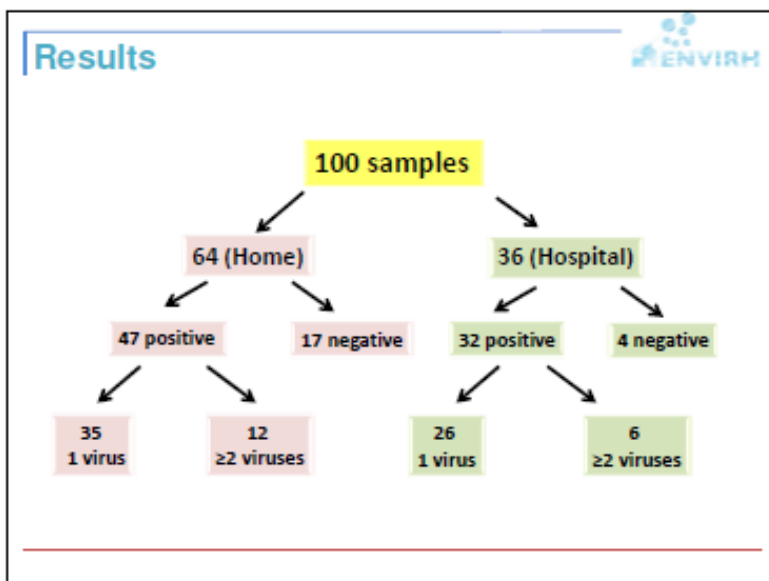 Results
ENVIRH
100 samples
64 (Home)
36 (Hospital)
47 positive
17 negative
32 positive
4 negative
35
1 virus
12
≥2 viruses
26
1 virus
6
≥2 viruses